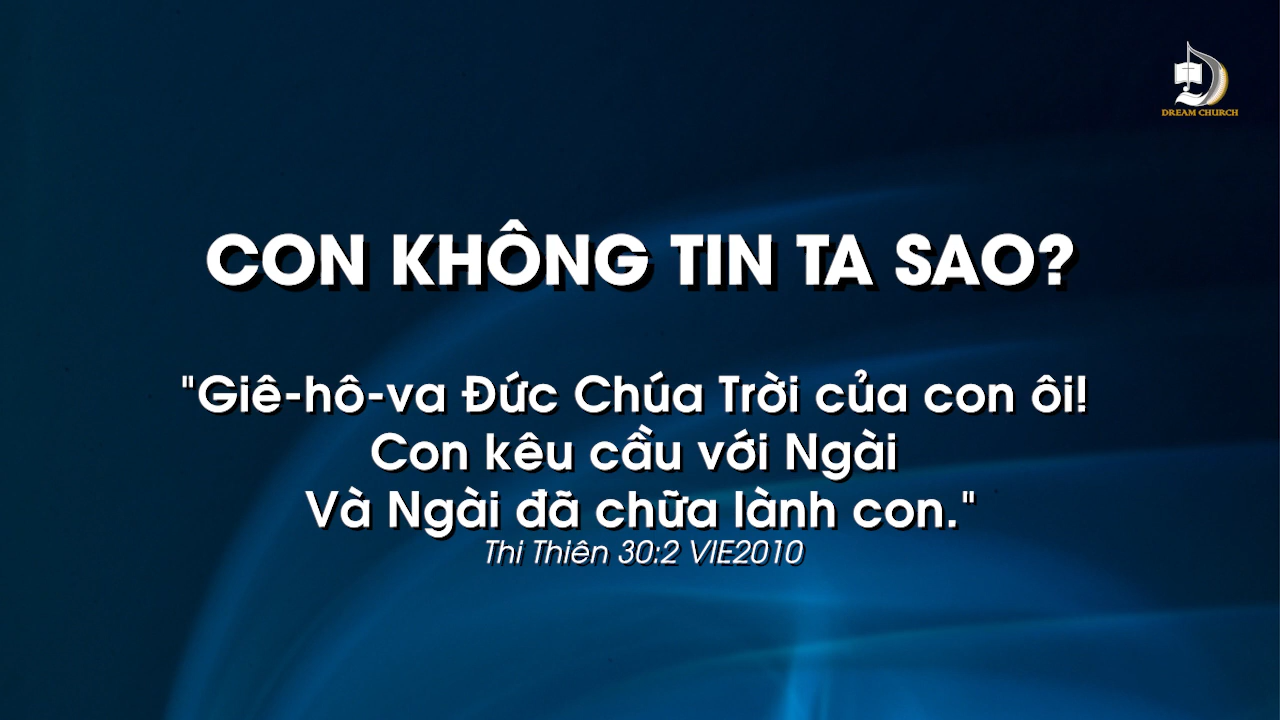 DREAM CHURCH
CON KHÔNG TIN TA SAO?
"Giê-hô-va Đức Chúa Trời của con ôi!
Con kêu cầu với Ngài
Và Ngài đã chữa lành con."
Thi Thiên 30:2 VIE2010